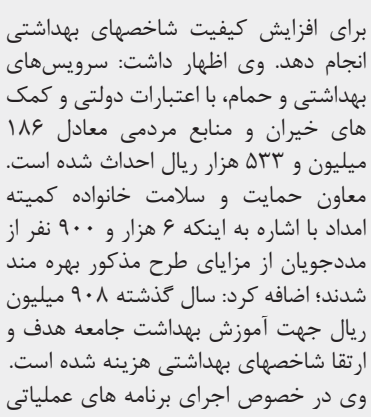 برای افزایش کیفیت شاخصهای بهداشتی
انجام دهد. وی اظهار داشت: سرویس‌های
بهداشتی و حمام، با اعتبارات دولتی و کمک
های خیران و منابع مردمی معادل ۱۸۶
میلیون و ۵۳۳ هزار ریال احداث شده است.
معاون حمایت و سلامت خانواده کمیته
امداد با اشاره به اینکه ۶ هزار و ۹۰۰ نفر از
مددجویان از مزایای طرح مذکور بهره مند
شدند؛ اضافه کرد: سال گذشته ۹۰۸ میلیون
ریال جهت آموزش بهداشت جامعه هدف و
ارتقا شاخصهای بهداشتی هزینه شده است.
وی در خصوص اجرای برنامه های عملیاتی